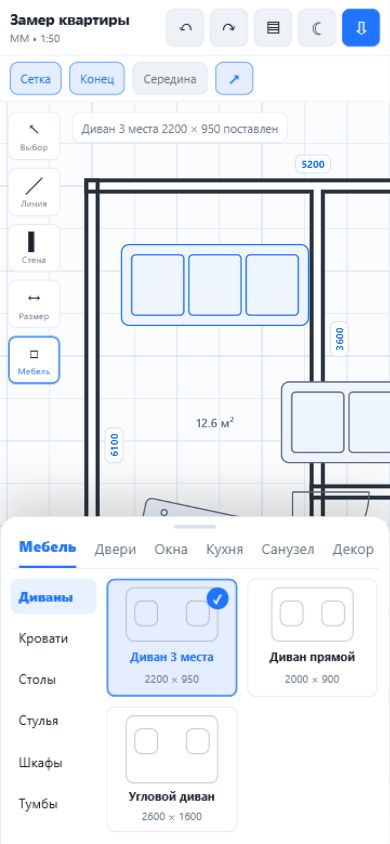 Замер квартиры
ММ • 1:50
Сетка
Конец
Середина
Диван 3 места 2200 × 950 поставлен
Выбор
Линия
Стена
Размер
Мебель
5200
3600
12.6 м²
6100
Мебель
Двери
Окна
Кухня
Санузел
Декор
Диваны
Кровати
Столы
Стулья
Шкафы
Тумбы
Диван 3 места
2200 × 950
Диван прямой
2000 × 900
Угловой диван
2600 × 1600